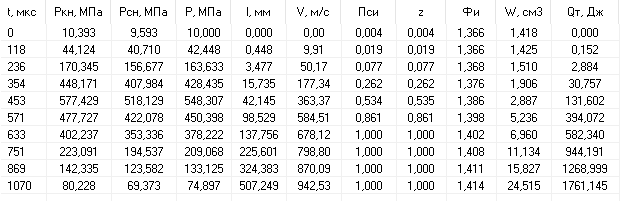 t, мкс Ркн, МПа Рсн, МПа Р, МПа l, мм V, м/с Пси z Фи W, см3 Qт, Дж
0 10,393 9,593 10,000 0,000 0,00 0,004 0,004 1,366 1,418 0,000
118 44,124 40,710 42,448 0,448 9,91 0,019 0,019 1,366 1,425 0,152
236 170,345 156,677 163,633 3,477 50,17 0,077 0,077 1,368 1,510 2,884
354 448,171 407,984 428,435 15,735 177,34 0,262 0,262 1,376 1,906 30,757
453 577,429 518,129 548,307 42,145 363,37 0,534 0,535 1,386 2,887 131,602
571 477,727 422,078 450,398 98,529 584,51 0,861 0,861 1,398 5,236 394,072
633 402,237 353,336 378,222 137,756 678,12 1,000 1,000 1,402 6,960 582,340
751 223,091 194,537 209,068 225,601 798,80 1,000 1,000 1,408 11,134 944,191
869 142,335 123,582 133,125 324,383 870,09 1,000 1,000 1,411 15,827 1268,999
1070 80,228 69,373 74,897 507,249 942,53 1,000 1,000 1,414 24,515 1761,145